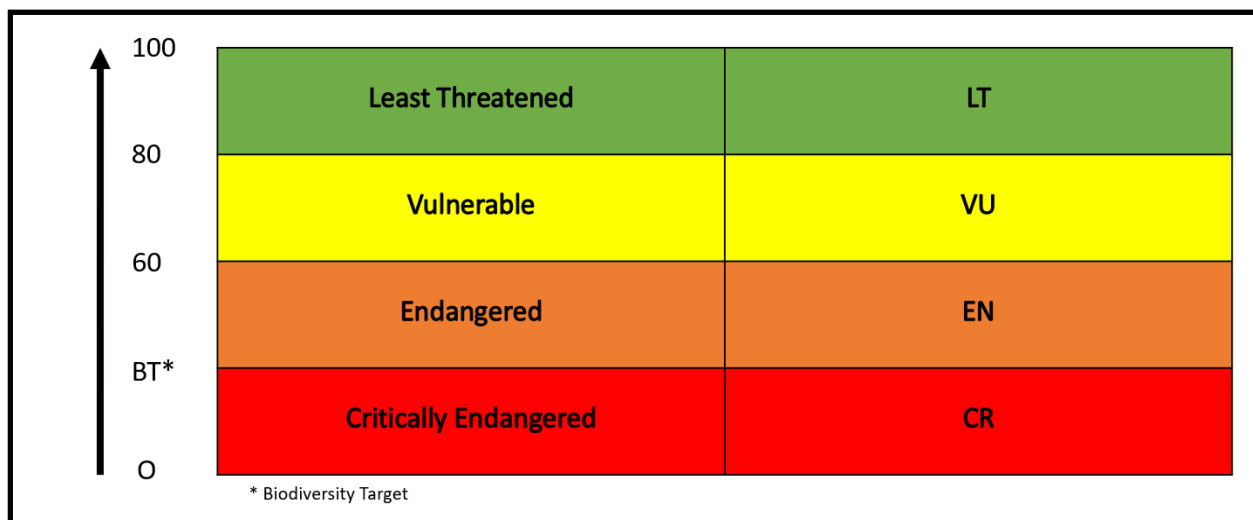 100
Least Threatened LT
80
Vulnerable VU
60
Endangered EN
BT*
Critically Endangered CR
O
* Biodiversity Target